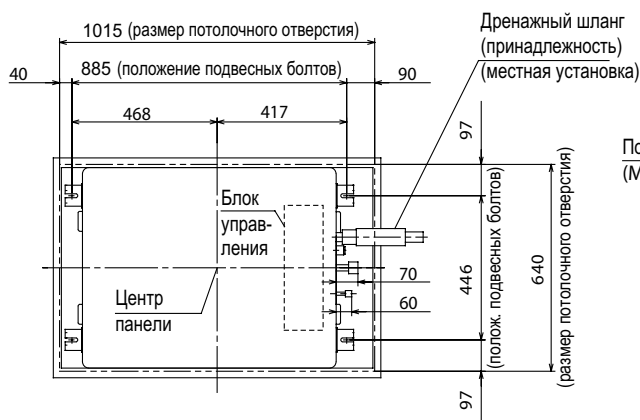 1015 (размер потолочного отверстия)
40
885 (положение подвесных болтов)
90
468
417
Дренажный шланг
(принадлежность)
(местная установка)
97
По
(М
Блок
управ-
ления
Центр
панели
70
60
446
(полож. подвесных болтов)
640
(размер потолочного отверстия)
97